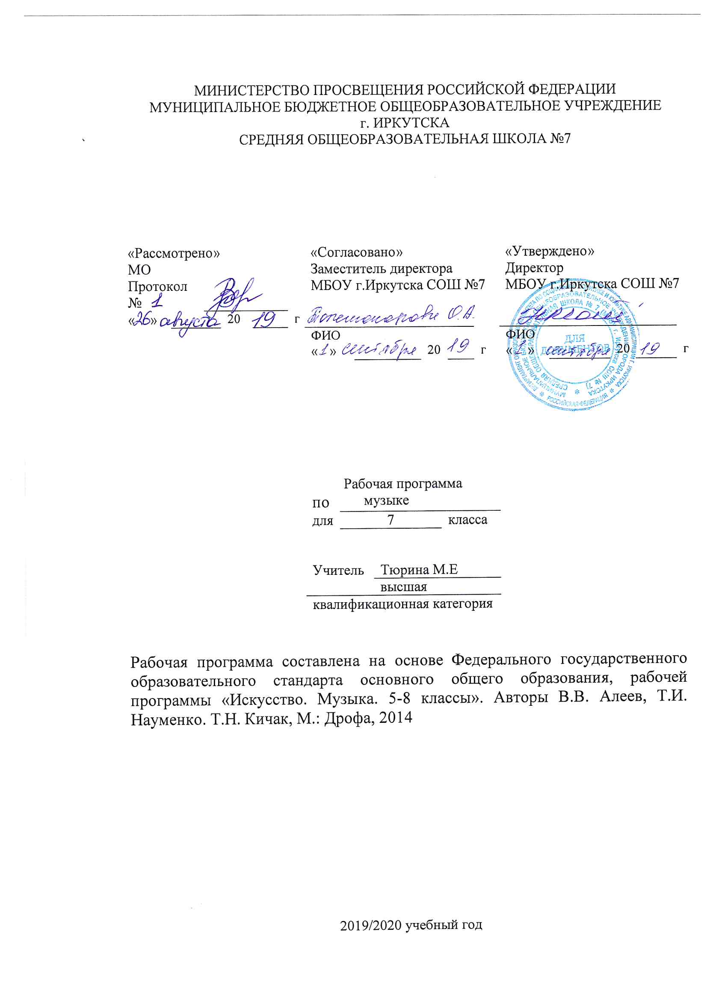 МИНИСТЕРСТВО ПРОСВЕЩЕНИЯ РОССИЙСКОЙ ФЕДЕРАЦИИ
МУНИЦИПАЛЬНОЕ БЮДЖЕТНОЕ ОБЩЕОБРАЗОВАТЕЛЬНОЕ УЧРЕЖДЕНИЕ
г. ИРКУТСКА
СРЕДНЯЯ ОБЩЕОБРАЗОВАТЕЛЬНАЯ ШКОЛА №7
«Рассмотрено»
МО
Протокол
№ 1
«26» августа 20 19 г
«Согласовано»
Заместитель директора
МБОУ г.Иркутска СОШ №7
О.А.
ФИО
«1» сентября 20 19 г
«Утверждено»
Директор
МБОУ г.Иркутска СОШ №7
ФИО
«1» сентября 20 19 г
ДЛЯ
ДОКУМЕНТОВ
РОССИЙСКАЯ ФЕДЕРАЦИЯ
Рабочая программа
по музыке
для 7 класса
Учитель Тюрина М.Е
высшая
квалификационная категория
Рабочая программа составлена на основе Федерального государственного
образовательного стандарта основного общего образования, рабочей
программы «Искусство. Музыка. 5-8 классы». Авторы В.В. Алеев, Т.И.
Науменко. Т.Н. Кичак, М.: Дрофа, 2014
2019/2020 учебный год